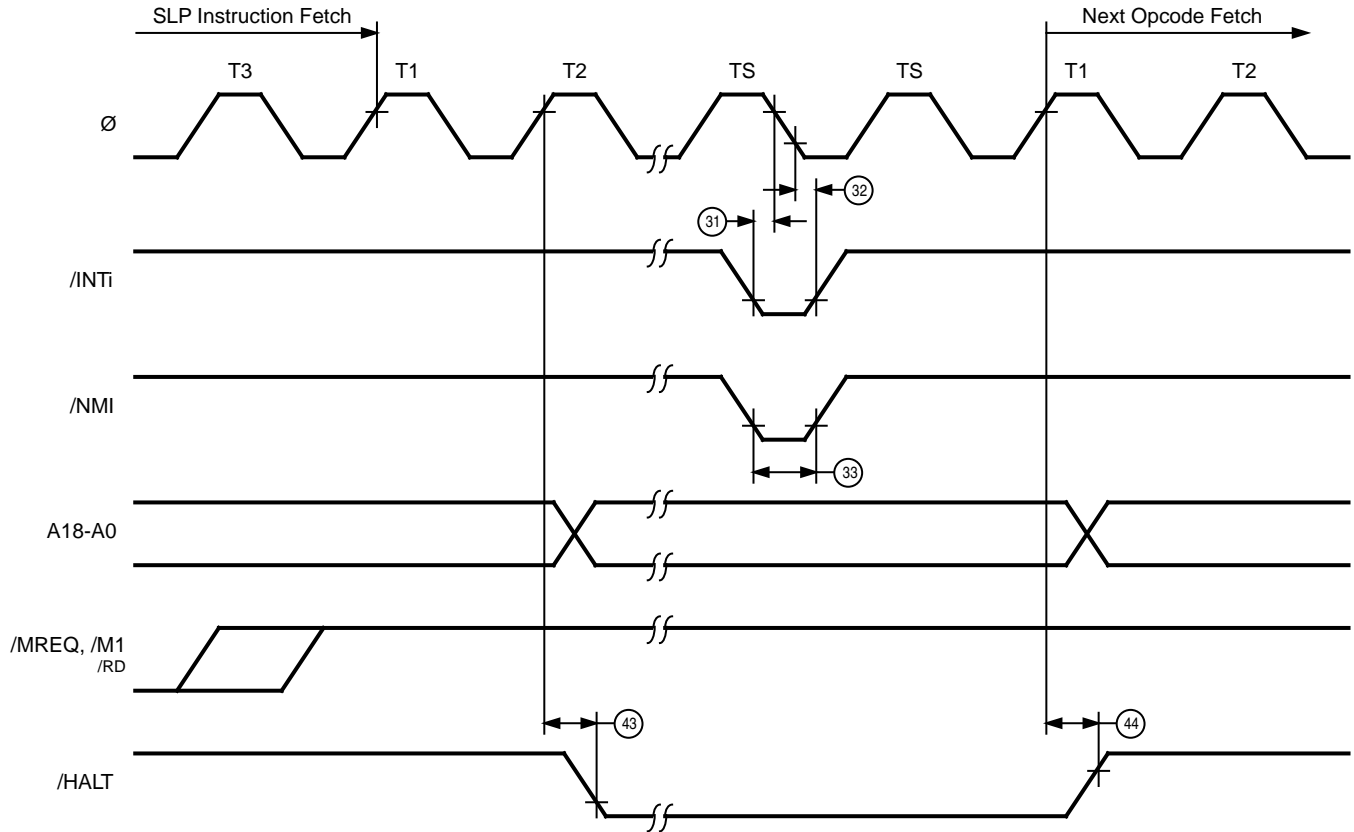 SLP Instruction Fetch
Next Opcode Fetch
T3
T1
T2
TS
TS
T1
T2
Ø
32
31
/INTi
/NMI
33
A18-A0
/MREQ, /M1
/RD
43
44
/HALT